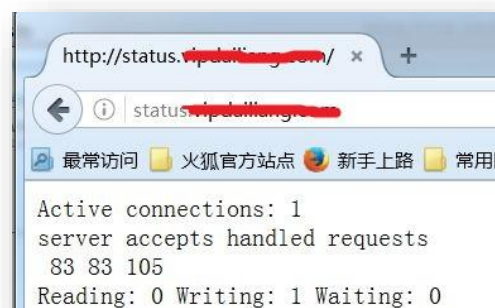 http://status.
/
status
最常访问 火狐官方站点 新手上路 常用
Active connections: 1
server accepts handled requests
83 83 105
Reading: 0 Writing: 1 Waiting: 0